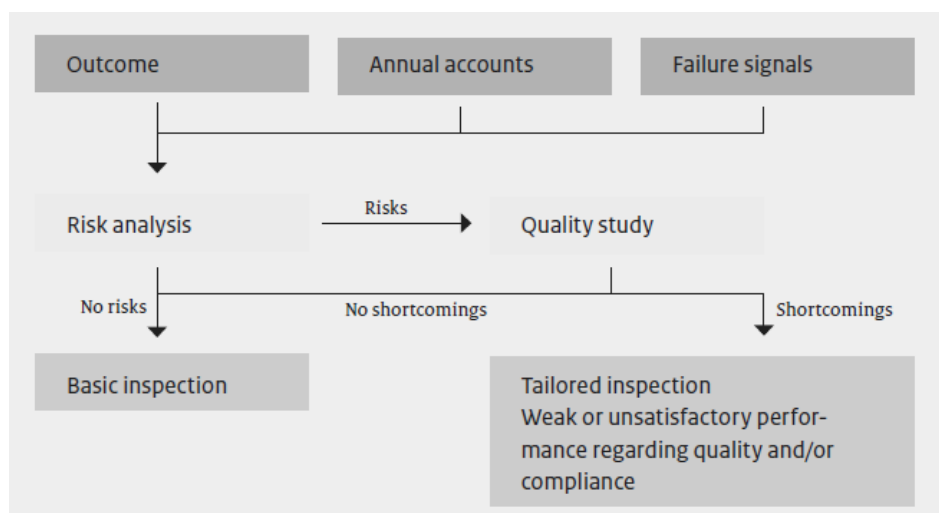 Outcome
Annual accounts
Failure signals
Risk analysis
Risks
Quality study
No risks
No shortcomings
Shortcomings
Basic inspection
Tailored inspection
Weak or unsatisfactory perfor-
mance regarding quality and/or
compliance